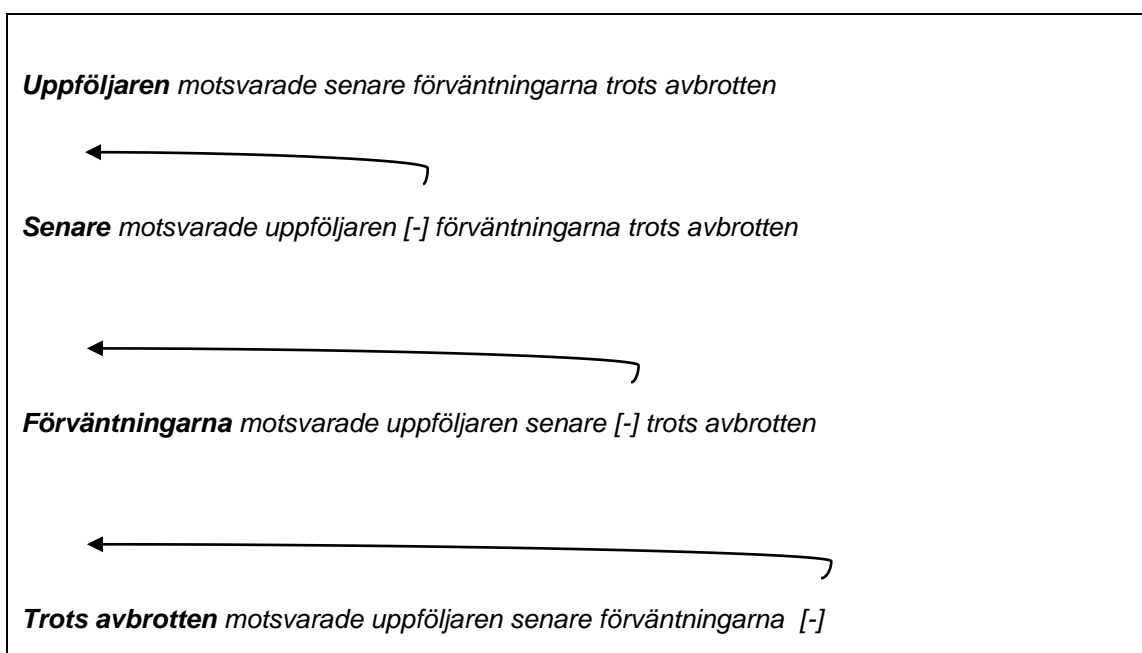 Uppföljaren motsvarade senare förväntningarna trots avbrotten
Senare motsvarade uppföljaren [-] förväntningarna trots avbrotten
Förväntningarna motsvarade uppföljaren senare [-] trots avbrotten
Trots avbrotten motsvarade uppföljaren senare förväntningarna [-]